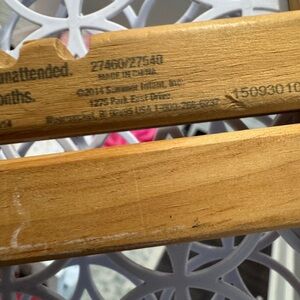 unattended.
months.
27460/27540
MADE IN CHINA
©2014 Summer Infant, Inc.
1275 Park East Drive
Woonsocket, RI 02895 USA 1-800-268-6237
15093010